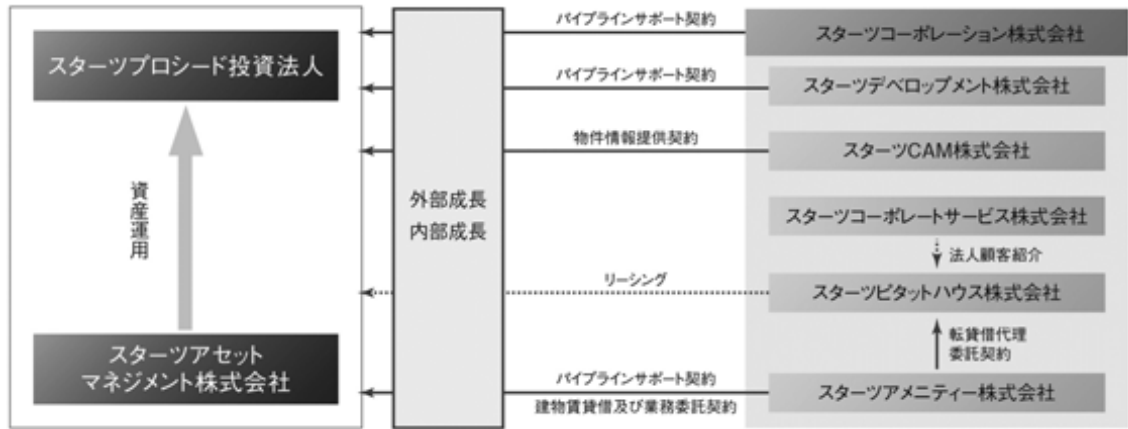 パイプラインサポート契約
スターツコーポレーション株式会社
スタープロシード投資法人
パイプラインサポート契約
スターツデベロップメント株式会社
物件情報提供契約
スターツCAM株式会社
資産運用
外部成長
内部成長
スターツコーポレートサービス株式会社
法人顧客紹介
リーシング
スターツピタットハウス株式会社
転貸借代理
委託契約
スターツアセット
マネジメント株式会社
パイプラインサポート契約
建物賃貸借及び業務委託契約
スターツアメニティー株式会社